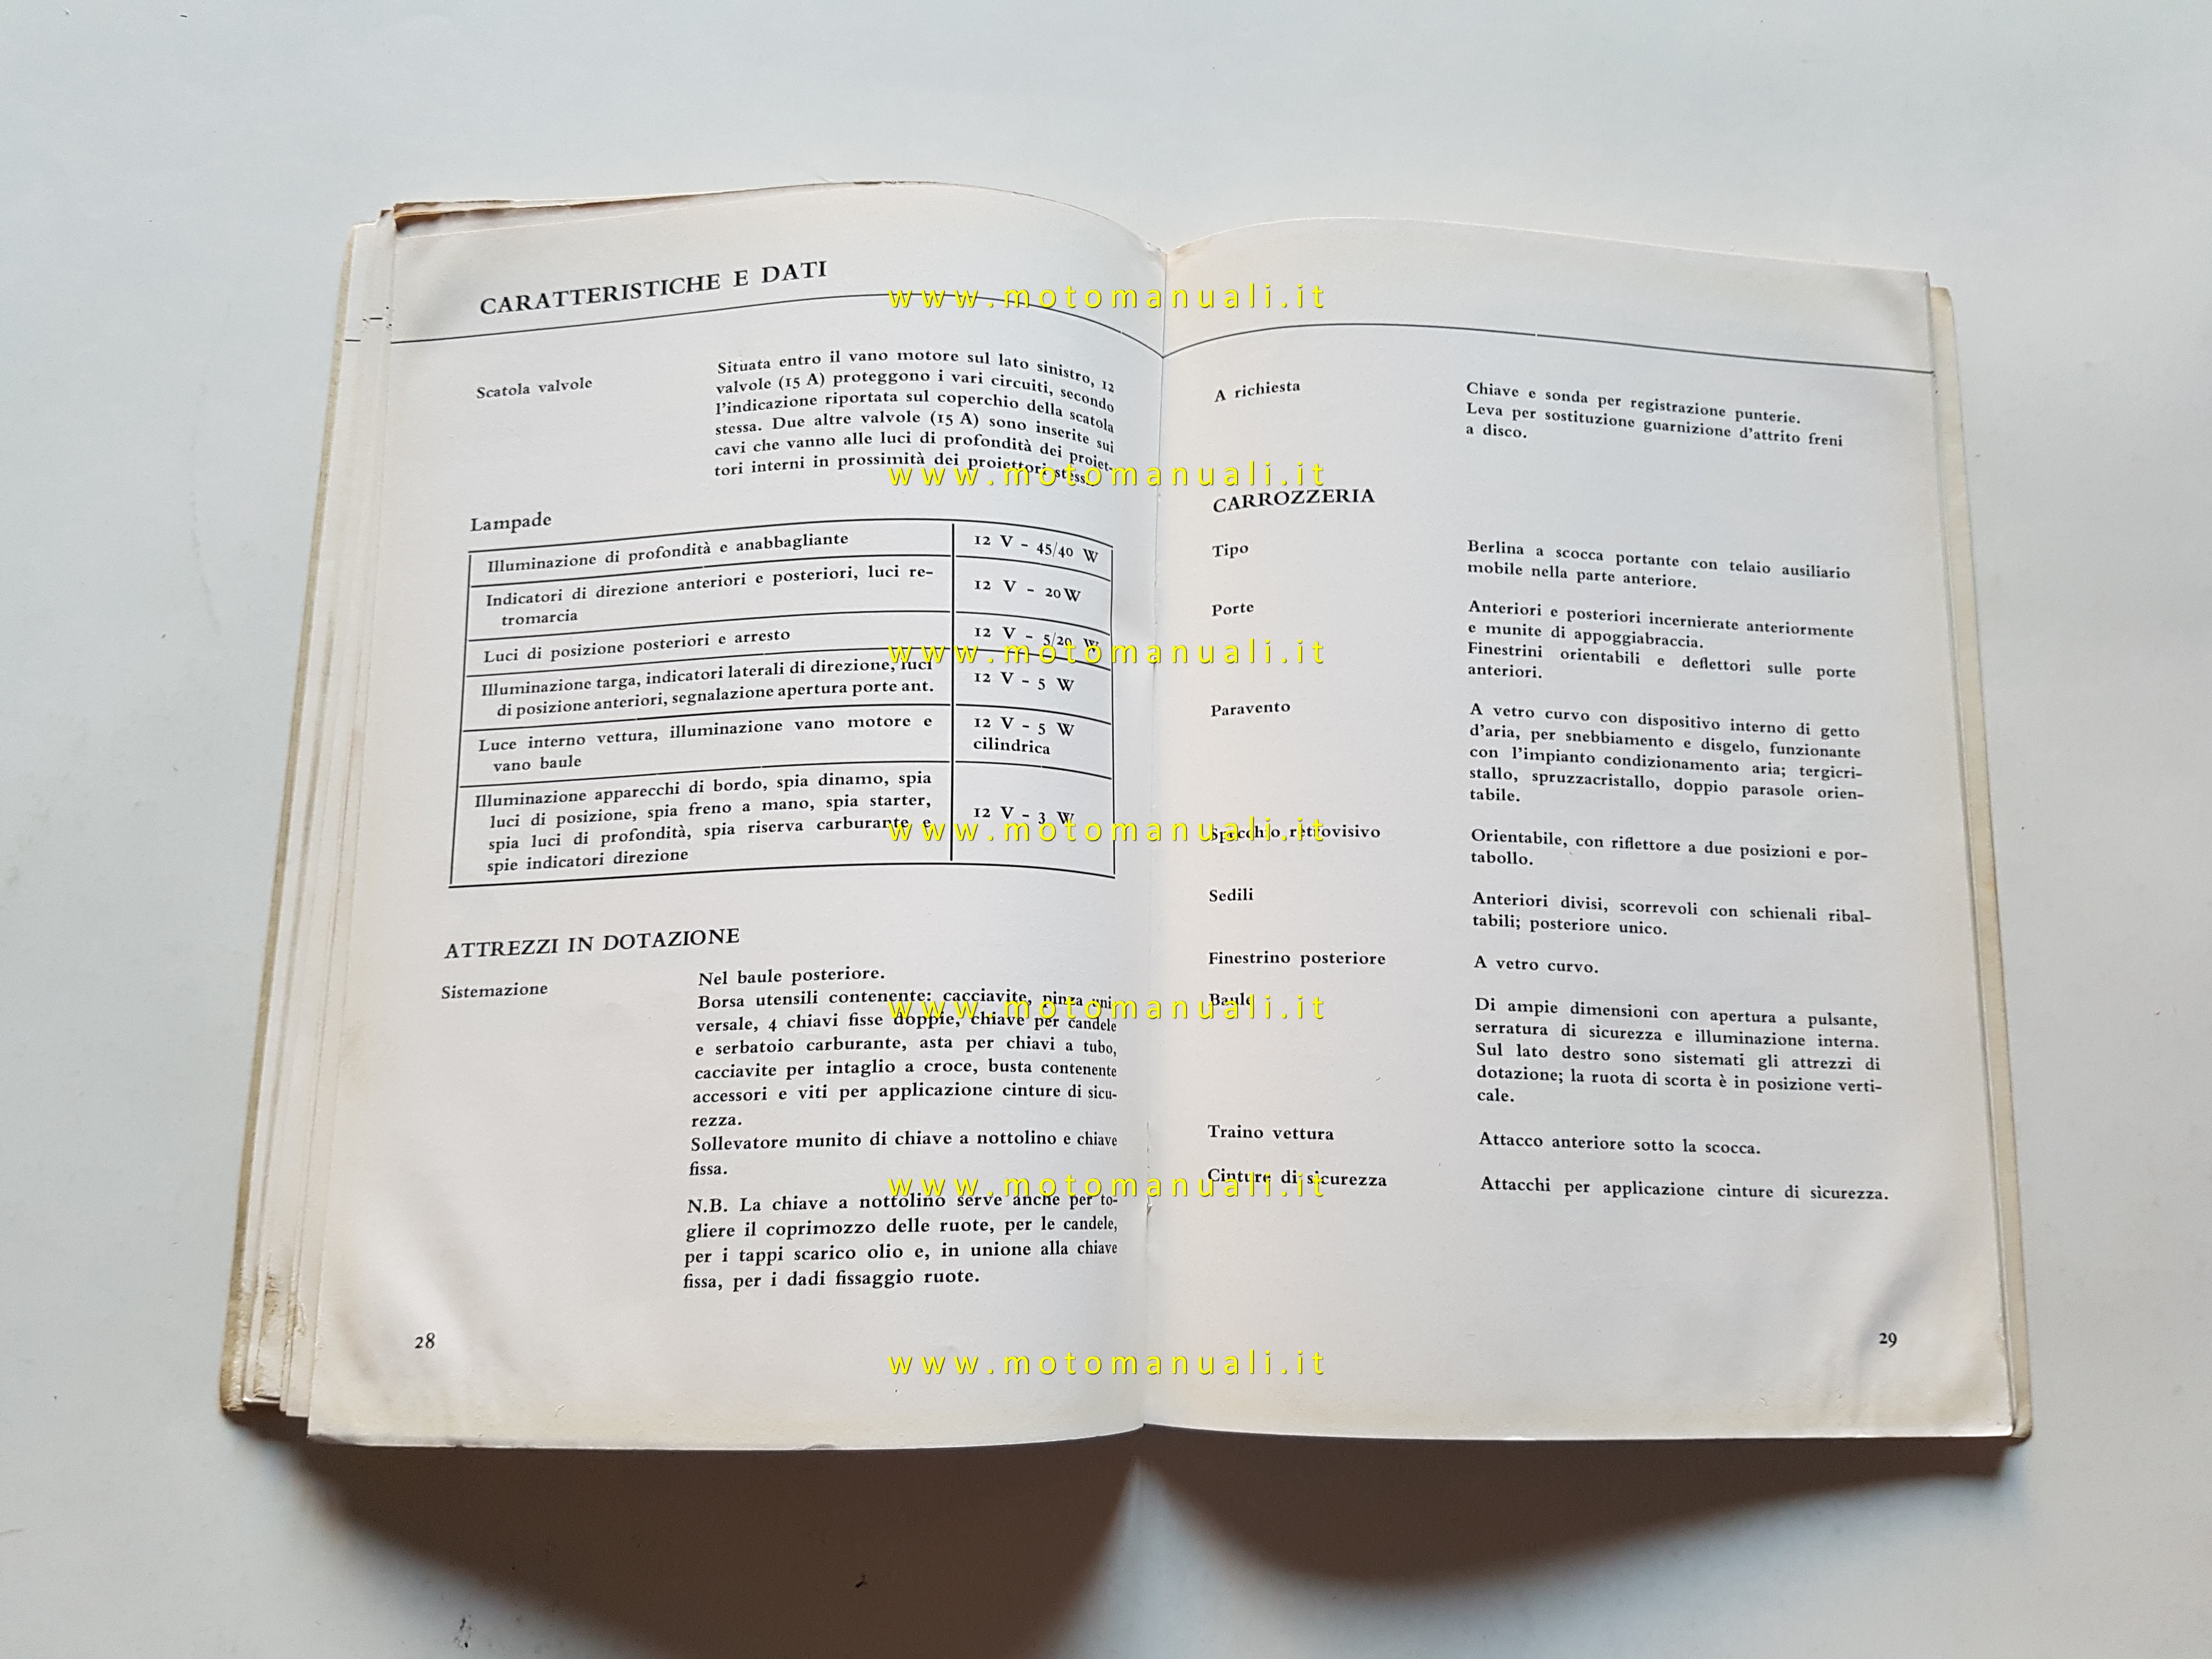 CARATTERISTICHE E DATI
Scatola valvole
Situata entro il vano motore sul lato sinistro, 12
valvole (15 A) proteggono i vari circuiti, secondo
l'indicazione riportata sul coperchio della scatola
stessa. Due altre valvole (15 A) sono inserite sui
cavi che vanno alle luci di profondità dei proiet-
tori interni in prossimità dei proiettori stess
Lampade
Illuminazione di profondità e anabbagliante
12 V - 45/40 W
Indicatori di direzione anteriori e posteriori, luci re-
tromarcia
12 V - 20 W
Luci di posizione posteriori e arresto
12 V - 5/20 W
Illuminazione targa, indicatori laterali di direzione, luci
di posizione anteriori, segnalazione apertura porte ant.
12 V - 5 W
Luce interno vettura, illuminazione vano motore e
vano baule
12 V - 5 W
cilindrica
Illuminazione apparecchi di bordo, spia dinamo, spia
luci di posizione, spia freno a mano, spia starter,
spia luci di profondità, spia riserva carburante e
spie indicatori direzione
12 V - 3 W
ATTREZZI IN DOTAZIONE
Sistemazione
Nel baule posteriore.
Borsa utensili contenente: cacciavite, pinza uni
versale, 4 chiavi fisse doppie, chiave per candele
e serbatoio carburante, asta per chiavi a tubo,
cacciavite per intaglio a croce, busta contenente
accessori e viti per applicazione cinture di sicu-
rezza.
Sollevatore munito di chiave a nottolino e chiave
fissa.
N.B. La chiave a nottolino serve anche per to-
gliere il coprimozzo delle ruote, per le candele,
per i tappi scarico olio e, in unione alla chiave
fissa, per i dadi fissaggio ruote.
28
A richiesta
Chiave e sonda per registrazione punterie.
Leva per sostituzione guarnizione d'attrito freni
a disco.
CARROZZERIA
Tipo
Berlina a scocca portante con telaio ausiliario
mobile nella parte anteriore.
Porte
Anteriori e posteriori incernierate anteriormente
e munite di appoggiabraccia.
Finestrini orientabili e deflettori sulle porte
anteriori.
Paravento
A vetro curvo con dispositivo interno di getto
d'aria, per snebbiamento e disgelo, funzionante
con l'impianto condizionamento aria; tergicri-
stallo, spruzzacristallo, doppio parasole orien-
tabile.
Specchio retrovisivo
Orientabile, con riflettore a due posizioni e por-
tabollo.
Sedili
Anteriori divisi, scorrevoli con schienali ribal-
tabili; posteriore unico.
Finestrino posteriore
A vetro curvo.
Baule
Di ampie dimensioni con apertura a pulsante,
serratura di sicurezza e illuminazione interna.
Sul lato destro sono sistemati gli attrezzi di
dotazione; la ruota di scorta è in posizione verti-
cale.
Traino vettura
Attacco anteriore sotto la scocca.
Cinture di sicurezza
Attacchi per applicazione cinture di sicurezza.
29
www.motomanuali.it
www.motomanuali.it
www.motomanuali.it
www.motomanuali.it
www.motomanuali.it
www.motomanuali.it
www.motomanuali.it